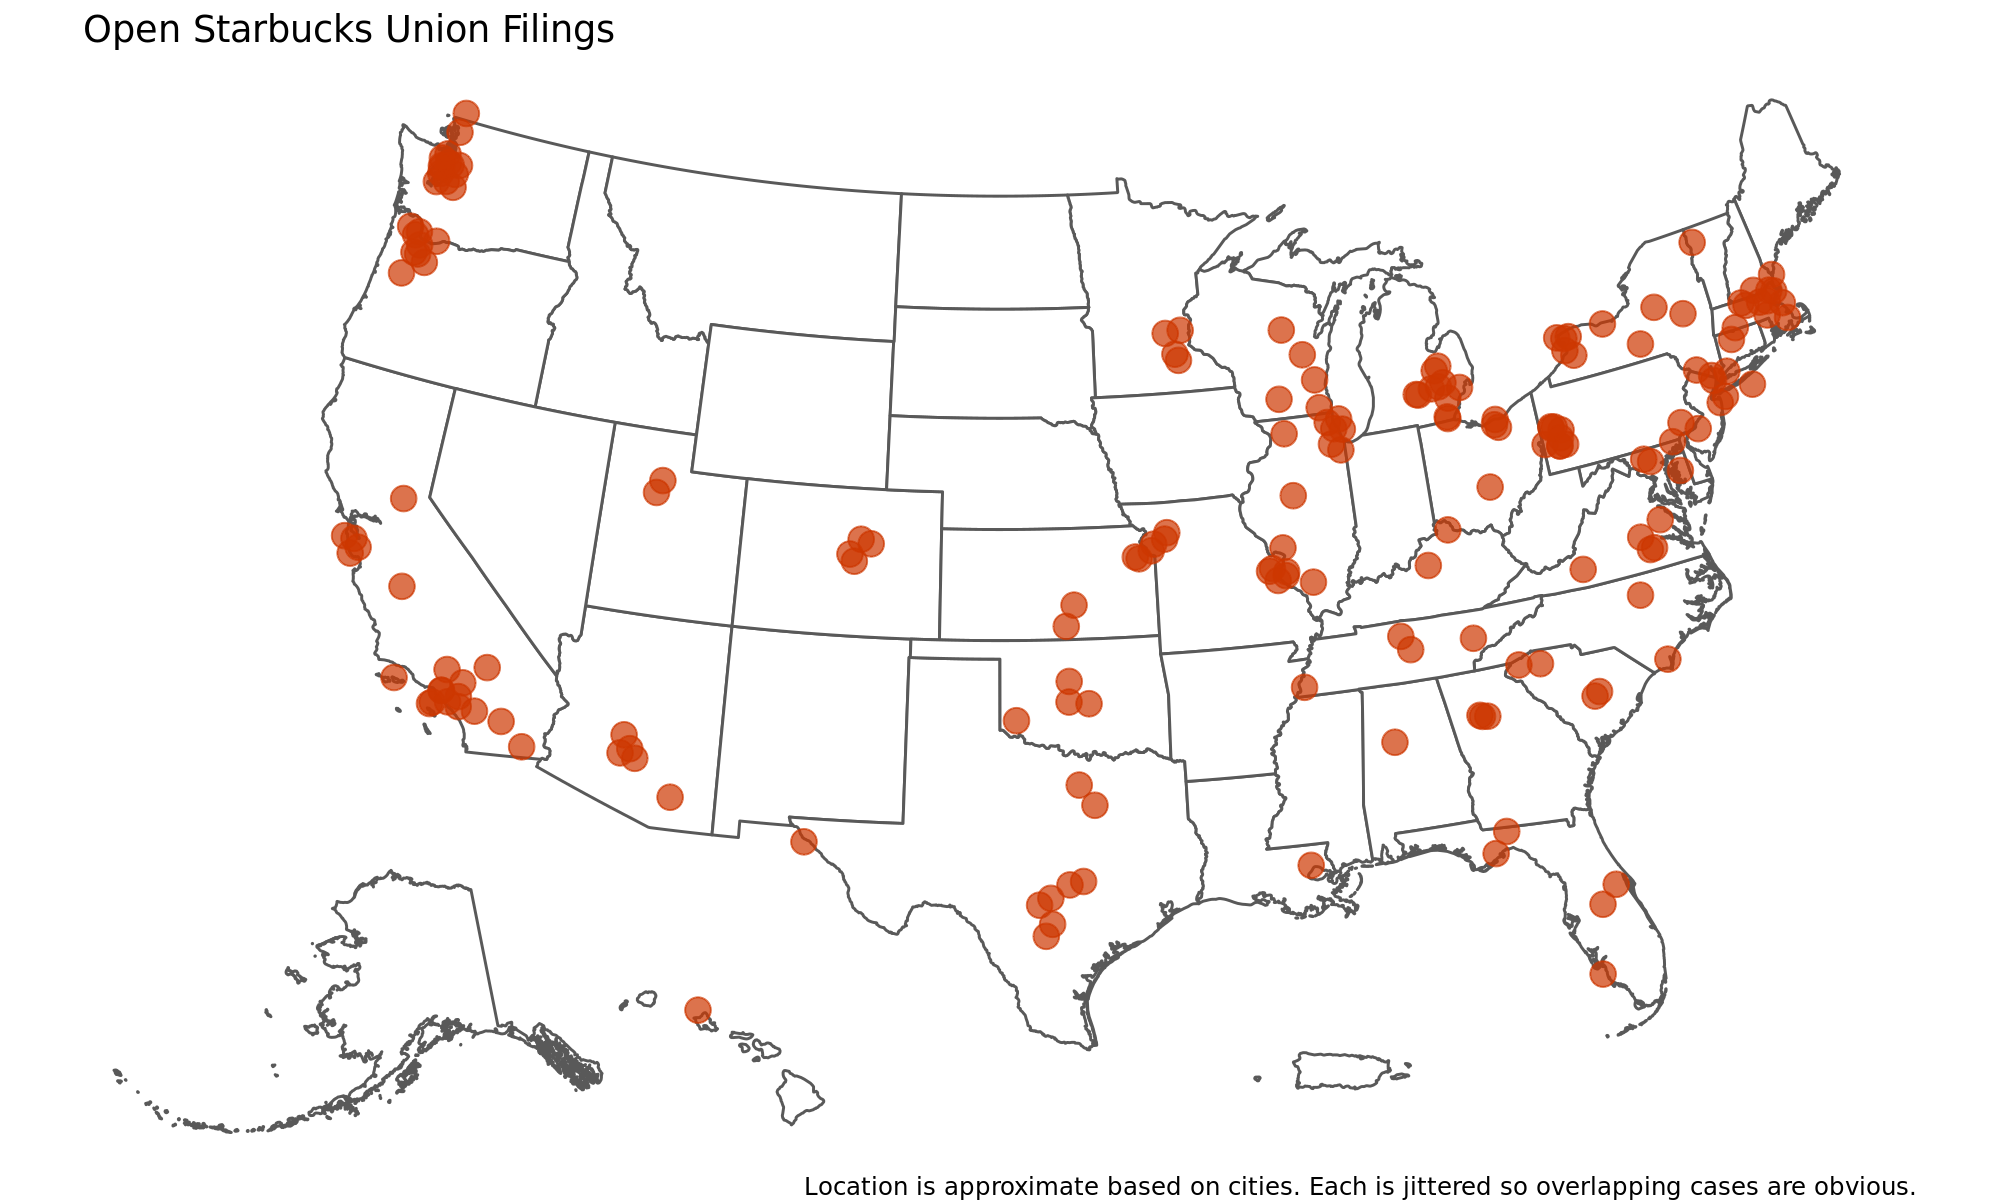 Open Starbucks Union Filings
Location is approximate based on cities. Each is jittered so overlapping cases are obvious.